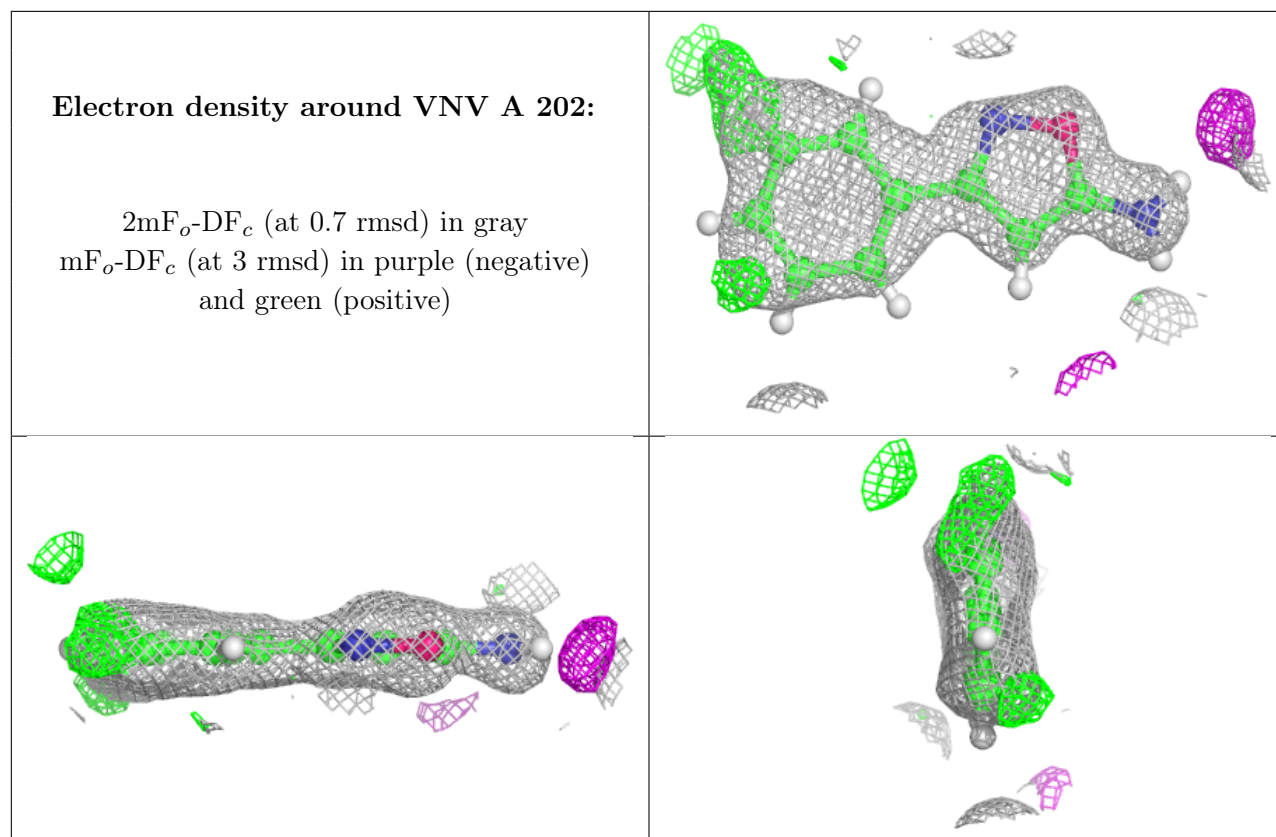 Electron density around VNV A 202:
2mFo-DFc (at 0.7 rmsd) in gray
mFo-DFc (at 3 rmsd) in purple (negative)
and green (positive)